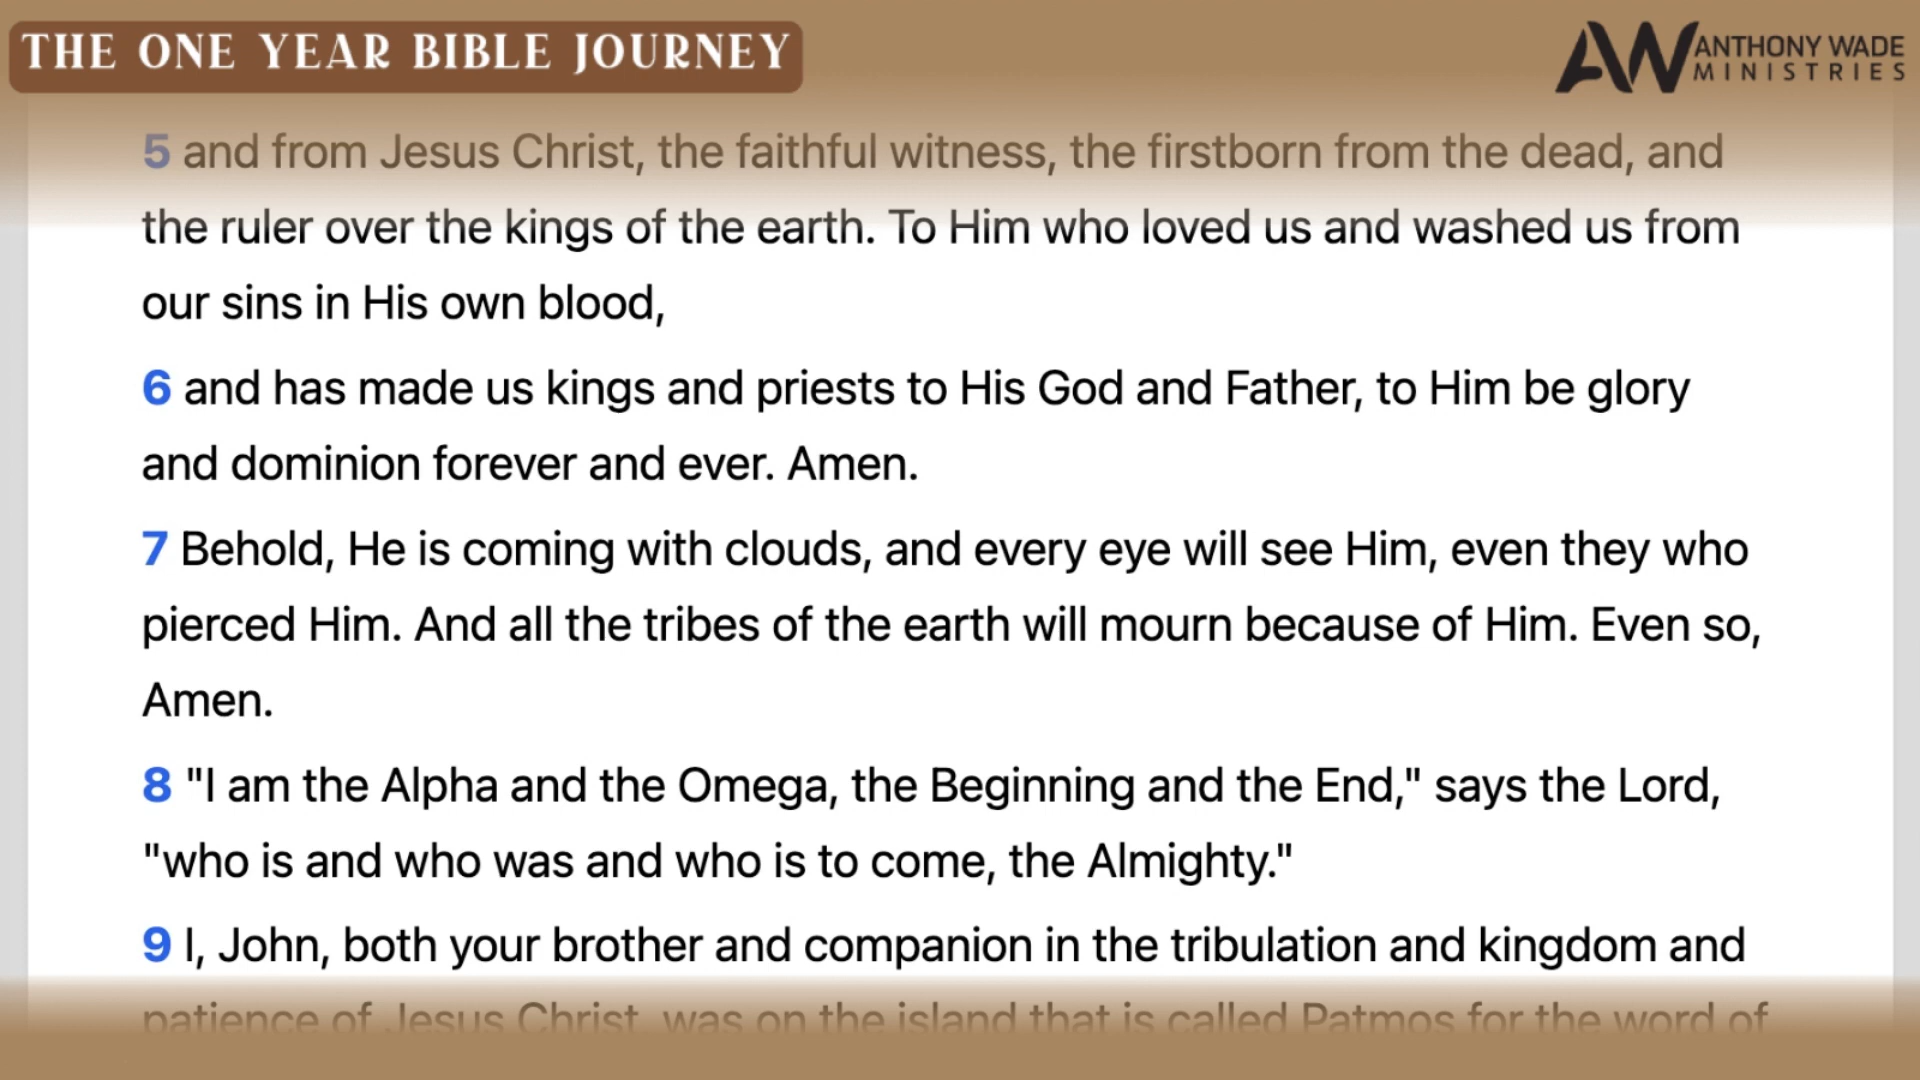 THE ONE YEAR BIBLE JOURNEY
AW ANTHONY WADE
MINISTRIES
5 and from Jesus Christ, the faithful witness, the firstborn from the dead, and
the ruler over the kings of the earth. To Him who loved us and washed us from
our sins in His own blood,
6 and has made us kings and priests to His God and Father, to Him be glory
and dominion forever and ever. Amen.
7 Behold, He is coming with clouds, and every eye will see Him, even they who
pierced Him. And all the tribes of the earth will mourn because of Him. Even so,
Amen.
8 "I am the Alpha and the Omega, the Beginning and the End," says the Lord,
"who is and who was and who is to come, the Almighty."
9 I, John, both your brother and companion in the tribulation and kingdom and
patience of Jesus Christ, was on the island that is called Patmos for the word of